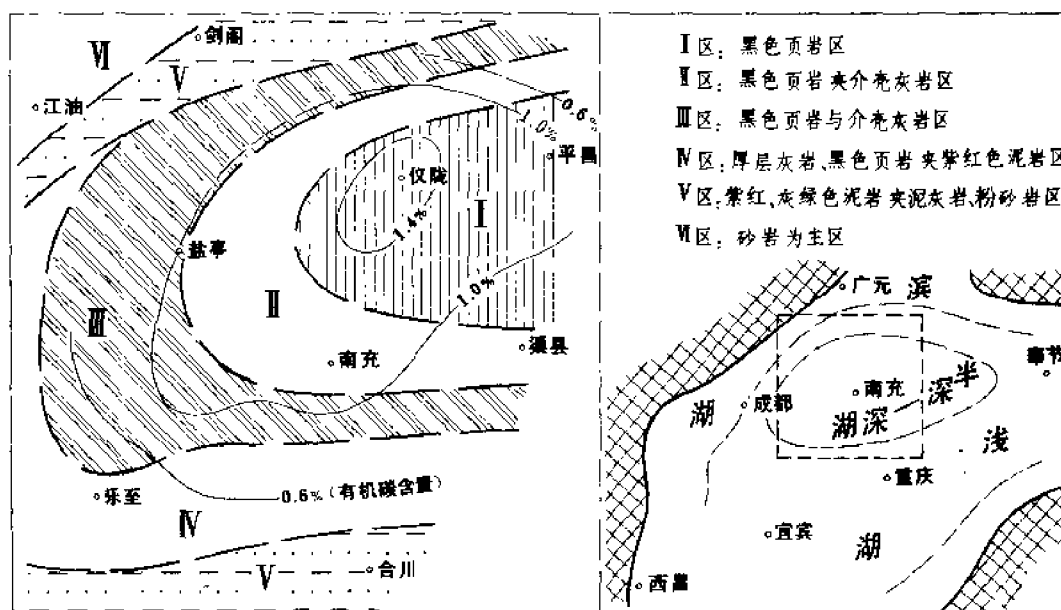 Ⅵ
剑阁
Ⅴ
江油
0.6%
1.0%
平昌
仪陇
Ⅰ
1.4%
盐亭
1.0%
Ⅱ
Ⅲ
南充
渠县
乐至
0.6%(有机碳含量)
Ⅳ
Ⅴ
合川
Ⅰ区:黑色页岩区
Ⅱ区:黑色页岩夹介壳灰岩区
Ⅲ区:黑色页岩与介壳灰岩区
Ⅳ区:厚层灰岩、黑色页岩夹紫红色泥岩区
Ⅴ区:紫红、灰绿色泥岩夹泥灰岩、粉砂岩区
Ⅵ区:砂岩为主区
广元
滨
奉节
半
深
南充
成都
湖
深
湖
浅
重庆
宜宾
湖
西昌